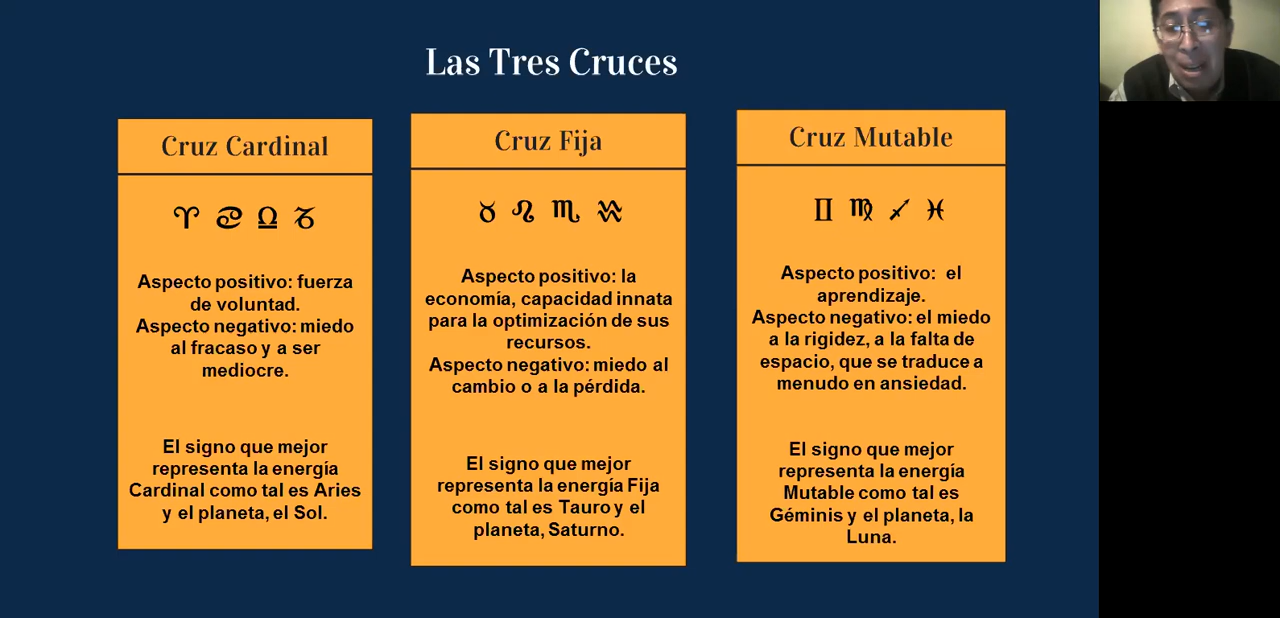 Las Tres Cruces
Cruz Cardinal
♈ ♋ ♎ ♑
Aspecto positivo: fuerza
de voluntad.
Aspecto negativo: miedo
al fracaso y a ser
mediocre.
El signo que mejor
representa la energía
Cardinal como tal es Aries
y el planeta, el Sol.
Cruz Fija
♉ ♌ ♏ ♒
Aspecto positivo: la
economía, capacidad innata
para la optimización de sus
recursos.
Aspecto negativo: miedo al
cambio o a la pérdida.
El signo que mejor
representa la energía Fija
como tal es Tauro y el
planeta, Saturno.
Cruz Mutable
♊ ♍ ♐ ♓
Aspecto positivo: el
aprendizaje.
Aspecto negativo: el miedo
a la rigidez, a la falta de
espacio, que se traduce a
menudo en ansiedad.
El signo que mejor
representa la energía
Mutable como tal es
Géminis y el planeta, la
Luna.